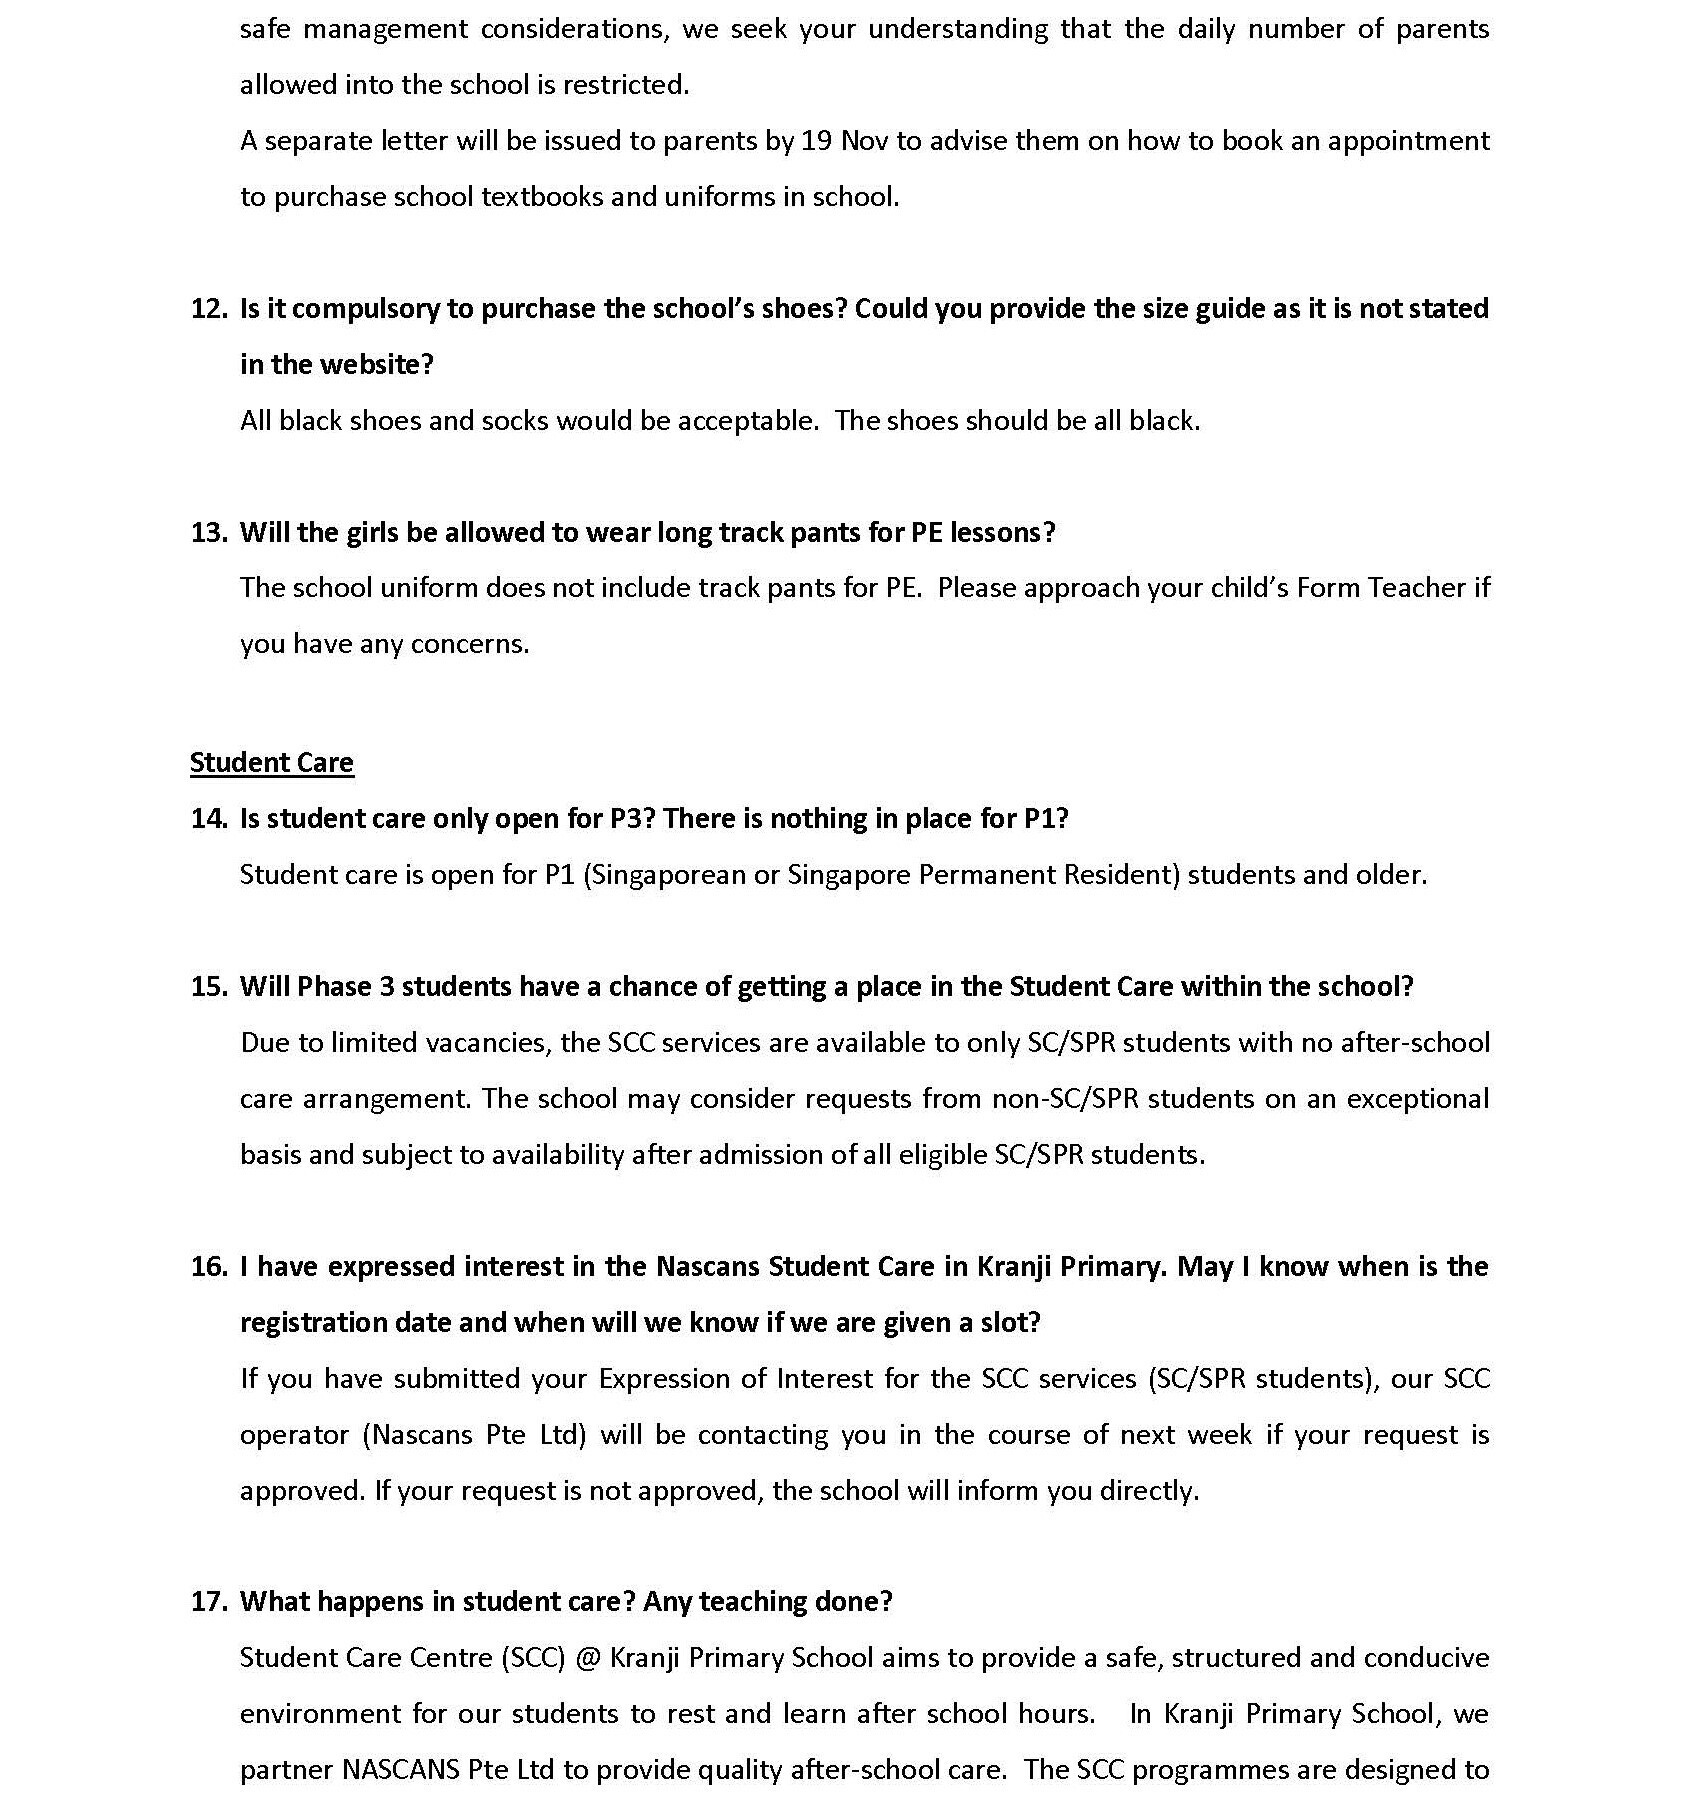 safe management considerations, we seek your understanding that the daily number of parents
allowed into the school is restricted.
A separate letter will be issued to parents by 19 Nov to advise them on how to book an appointment
to purchase school textbooks and uniforms in school.
12. Is it compulsory to purchase the school’s shoes? Could you provide the size guide as it is not stated
in the website?
All black shoes and socks would be acceptable.  The shoes should be all black.
13. Will the girls be allowed to wear long track pants for PE lessons?
The school uniform does not include track pants for PE.  Please approach your child’s Form Teacher if
you have any concerns.
Student Care
14. Is student care only open for P3? There is nothing in place for P1?
Student care is open for P1 (Singaporean or Singapore Permanent Resident) students and older.
15. Will Phase 3 students have a chance of getting a place in the Student Care within the school?
Due to limited vacancies, the SCC services are available to only SC/SPR students with no after-school
care arrangement. The school may consider requests from non-SC/SPR students on an exceptional
basis and subject to availability after admission of all eligible SC/SPR students.
16. I have expressed interest in the Nascans Student Care in Kranji Primary. May I know when is the
registration date and when will we know if we are given a slot?
If you have submitted your Expression of Interest for the SCC services (SC/SPR students), our SCC
operator (Nascans Pte Ltd) will be contacting you in the course of next week if your request is
approved. If your request is not approved, the school will inform you directly.
17. What happens in student care? Any teaching done?
Student Care Centre (SCC) @ Kranji Primary School aims to provide a safe, structured and conducive
environment for our students to rest and learn after school hours.   In Kranji Primary School, we
partner NASCANS Pte Ltd to provide quality after-school care.  The SCC programmes are designed to